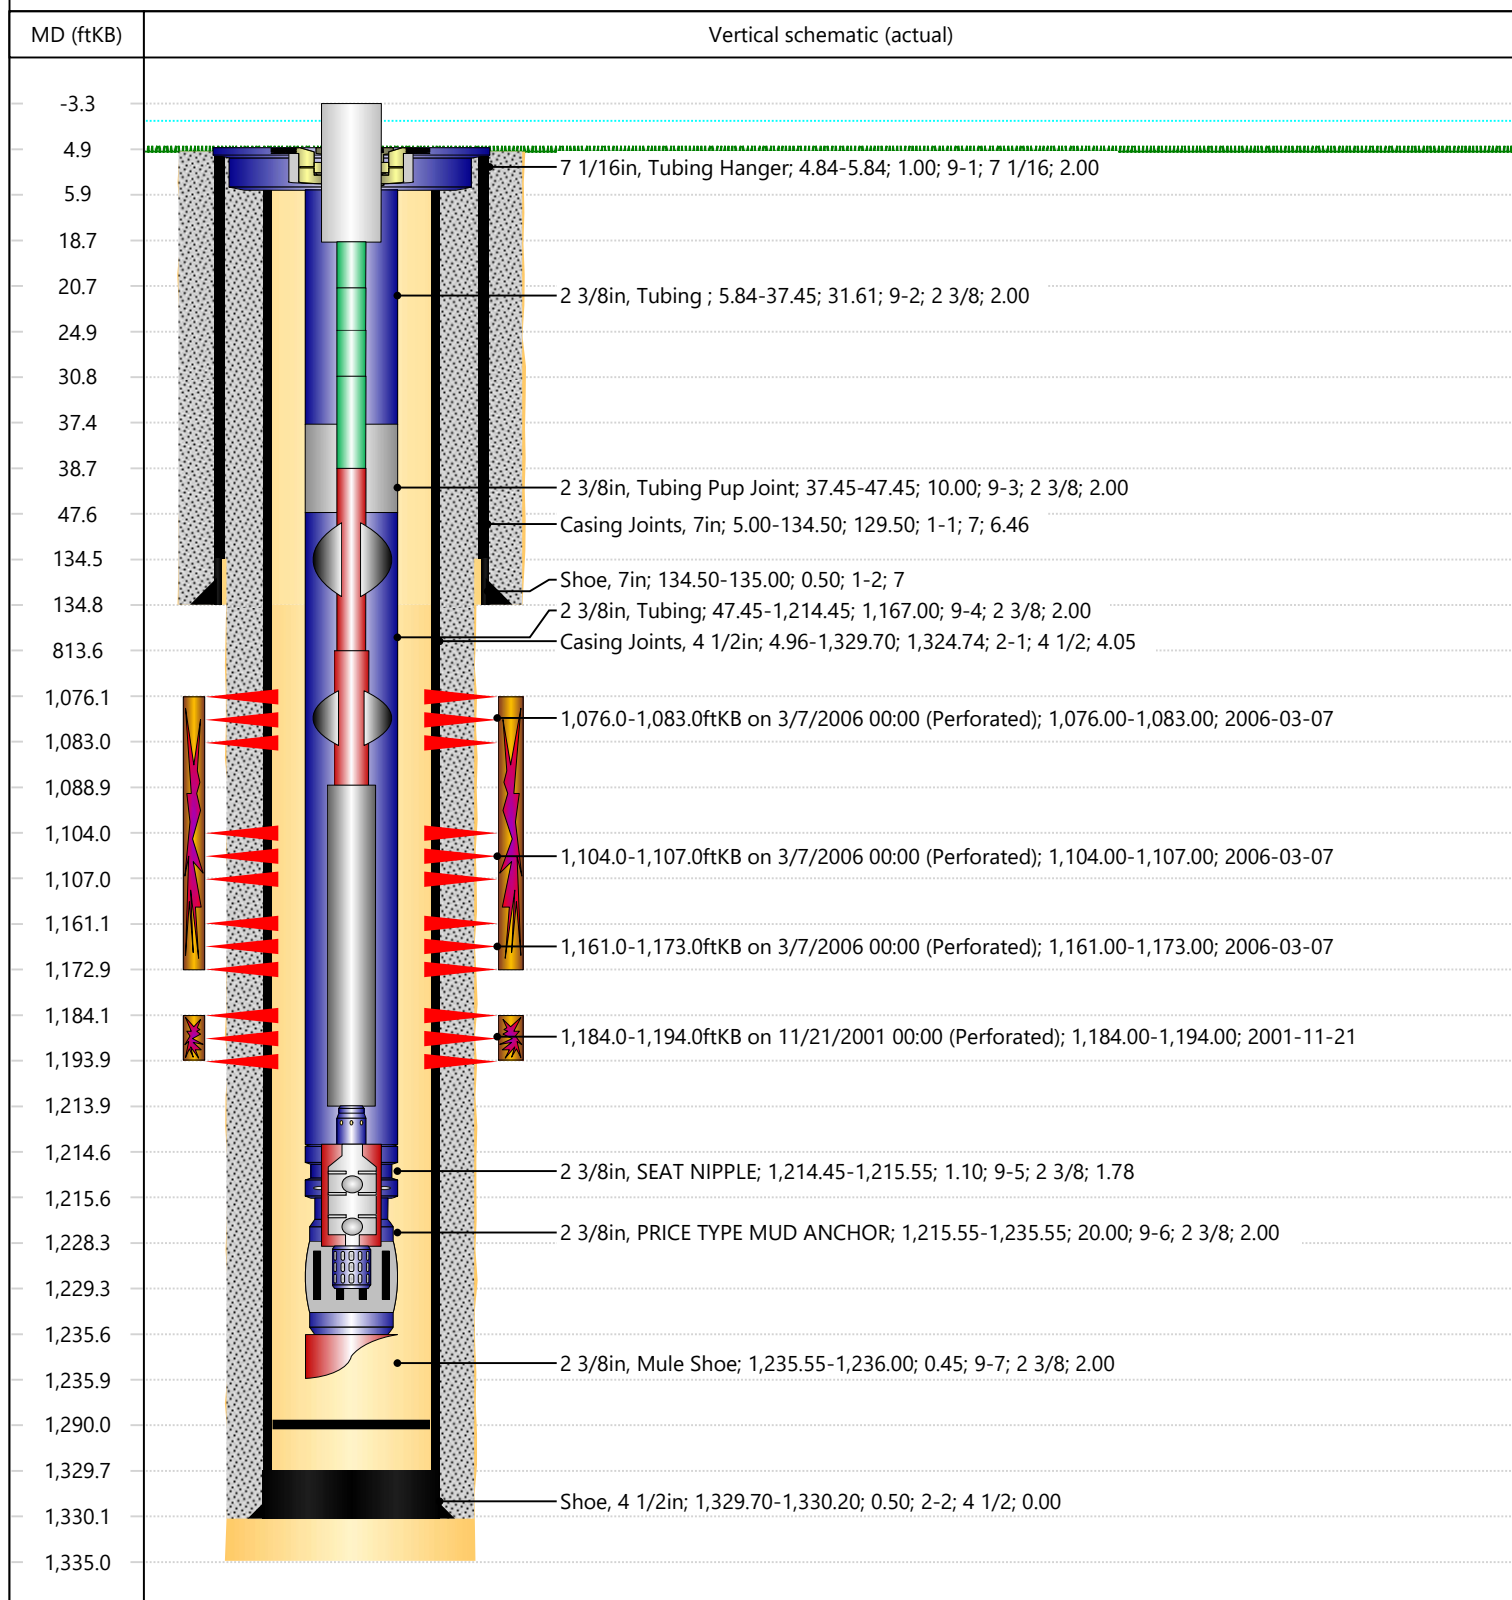 MD (ftKB)
Vertical schematic (actual)
-3.3
4.9
7 1/16in, Tubing Hanger; 4.84-5.84; 1.00; 9-1; 7 1/16; 2.00
5.9
18.7
20.7
2 3/8in, Tubing ; 5.84-37.45; 31.61; 9-2; 2 3/8; 2.00
24.9
30.8
37.4
38.7
2 3/8in, Tubing Pup Joint; 37.45-47.45; 10.00; 9-3; 2 3/8; 2.00
47.6
Casing Joints, 7in; 5.00-134.50; 129.50; 1-1; 7; 6.46
134.5
Shoe, 7in; 134.50-135.00; 0.50; 1-2; 7
134.8
2 3/8in, Tubing; 47.45-1,214.45; 1,167.00; 9-4; 2 3/8; 2.00
Casing Joints, 4 1/2in; 4.96-1,329.70; 1,324.74; 2-1; 4 1/2; 4.05
813.6
1,076.1
1,076.0-1,083.0ftKB on 3/7/2006 00:00 (Perforated); 1,076.00-1,083.00; 2006-03-07
1,083.0
1,088.9
1,104.0
1,104.0-1,107.0ftKB on 3/7/2006 00:00 (Perforated); 1,104.00-1,107.00; 2006-03-07
1,107.0
1,161.1
1,161.0-1,173.0ftKB on 3/7/2006 00:00 (Perforated); 1,161.00-1,173.00; 2006-03-07
1,172.9
1,184.1
1,184.0-1,194.0ftKB on 11/21/2001 00:00 (Perforated); 1,184.00-1,194.00; 2001-11-21
1,193.9
1,213.9
1,214.6
2 3/8in, SEAT NIPPLE; 1,214.45-1,215.55; 1.10; 9-5; 2 3/8; 1.78
1,215.6
2 3/8in, PRICE TYPE MUD ANCHOR; 1,215.55-1,235.55; 20.00; 9-6; 2 3/8; 2.00
1,228.3
1,229.3
1,235.6
2 3/8in, Mule Shoe; 1,235.55-1,236.00; 0.45; 9-7; 2 3/8; 2.00
1,235.9
1,290.0
1,329.7
Shoe, 4 1/2in; 1,329.70-1,330.20; 0.50; 2-2; 4 1/2; 0.00
1,330.1
1,335.0